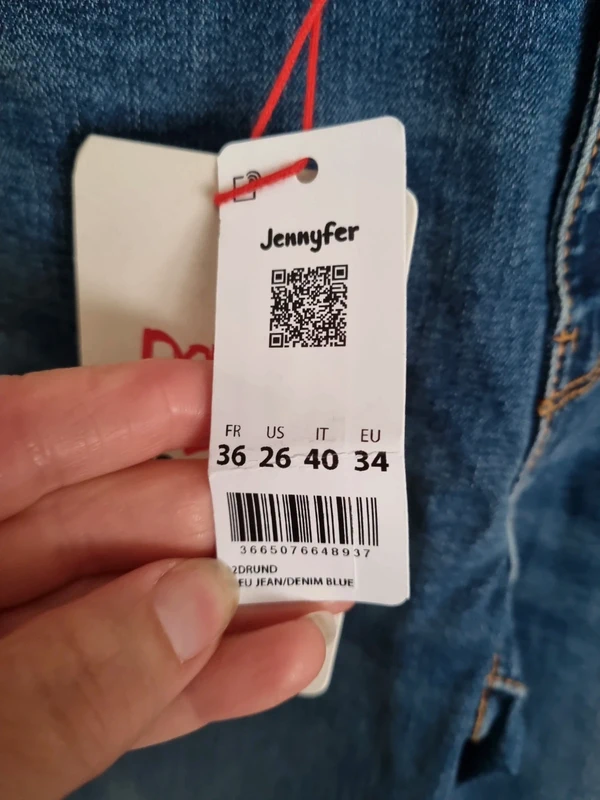 Jennyfer
FR US IT EU
36 26 40 34
3665076648937
2DRUND
EU JEAN/DENIM BLUE